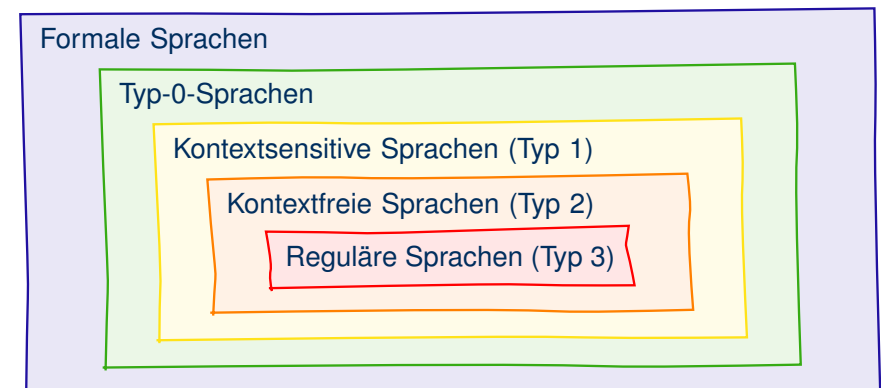 Formale Sprachen
Typ-0-Sprachen
Kontextsensitive Sprachen (Typ 1)
Kontextfreie Sprachen (Typ 2)
Reguläre Sprachen (Typ 3)